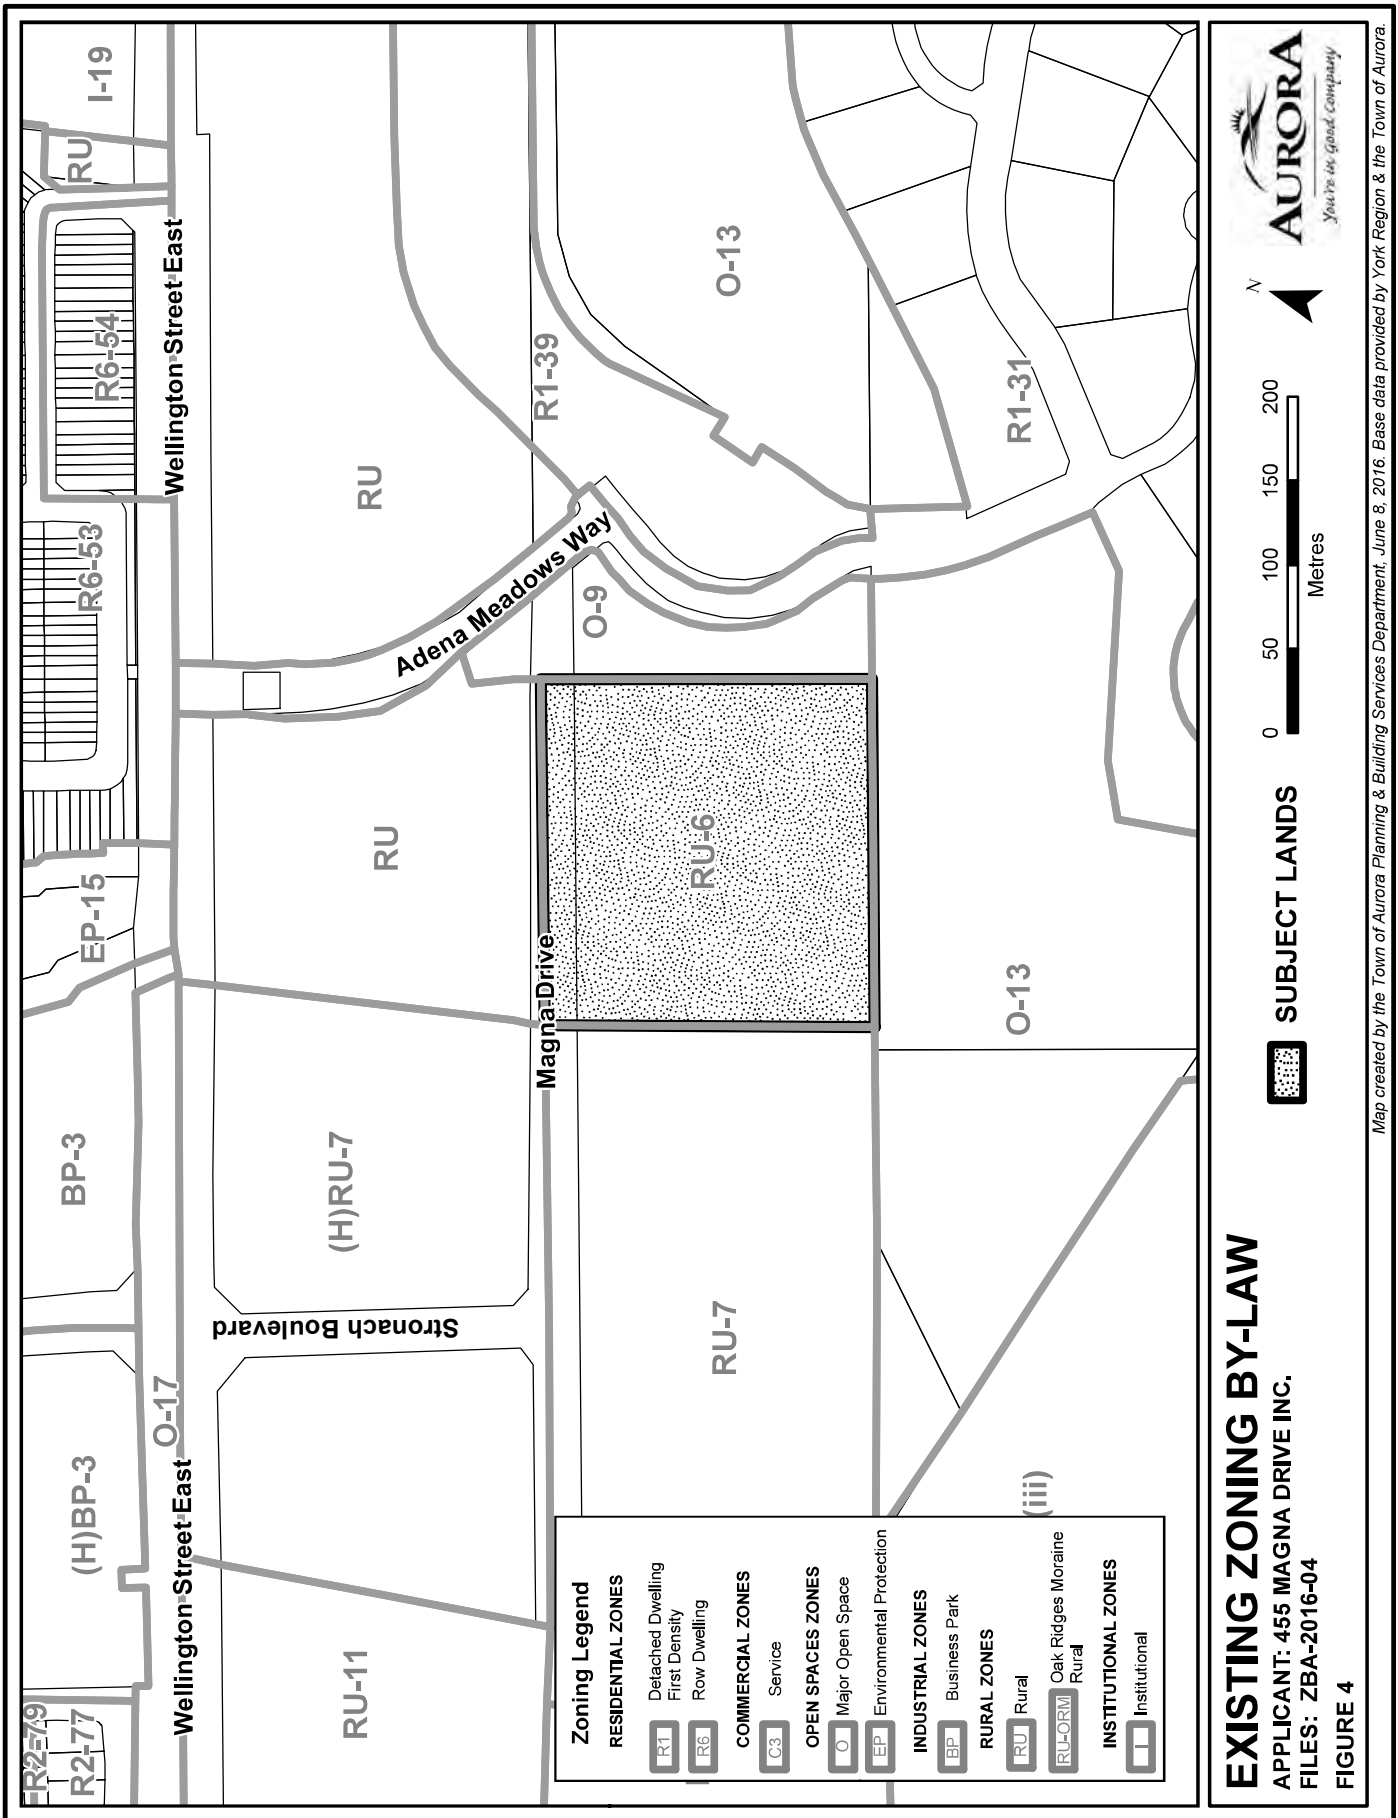 I-19
RU
R6-54
Wellington Street East
R6-53
EP-15
BP-3
O-17
(H)BP-3
Wellington Street East
R2-79
R2-77
RU
R1-39
O-13
R1-31
Adena Meadows Way
O-9
RU
RU-6
Magna Drive
O-13
(H)RU-7
Stronach Boulevard
RU-7
RU-11
(iii)
Zoning Legend
RESIDENTIAL ZONES
R1 Detached Dwelling
First Density
R6 Row Dwelling
COMMERCIAL ZONES
C3 Service
OPEN SPACES ZONES
O Major Open Space
EP Environmental Protection
INDUSTRIAL ZONES
BP Business Park
RURAL ZONES
RU Rural
RU-ORM Oak Ridges Moraine
Rural
INSTITUTIONAL ZONES
I Institutional
EXISTING ZONING BY-LAW
APPLICANT: 455 MAGNA DRIVE INC.
FILES: ZBA-2016-04
FIGURE 4
SUBJECT LANDS
0 50 100 150 200
Metres
N
AURORA
You're in Good Company
Map created by the Town of Aurora Planning & Building Services Department, June 8, 2016. Base data provided by York Region & the Town of Aurora.